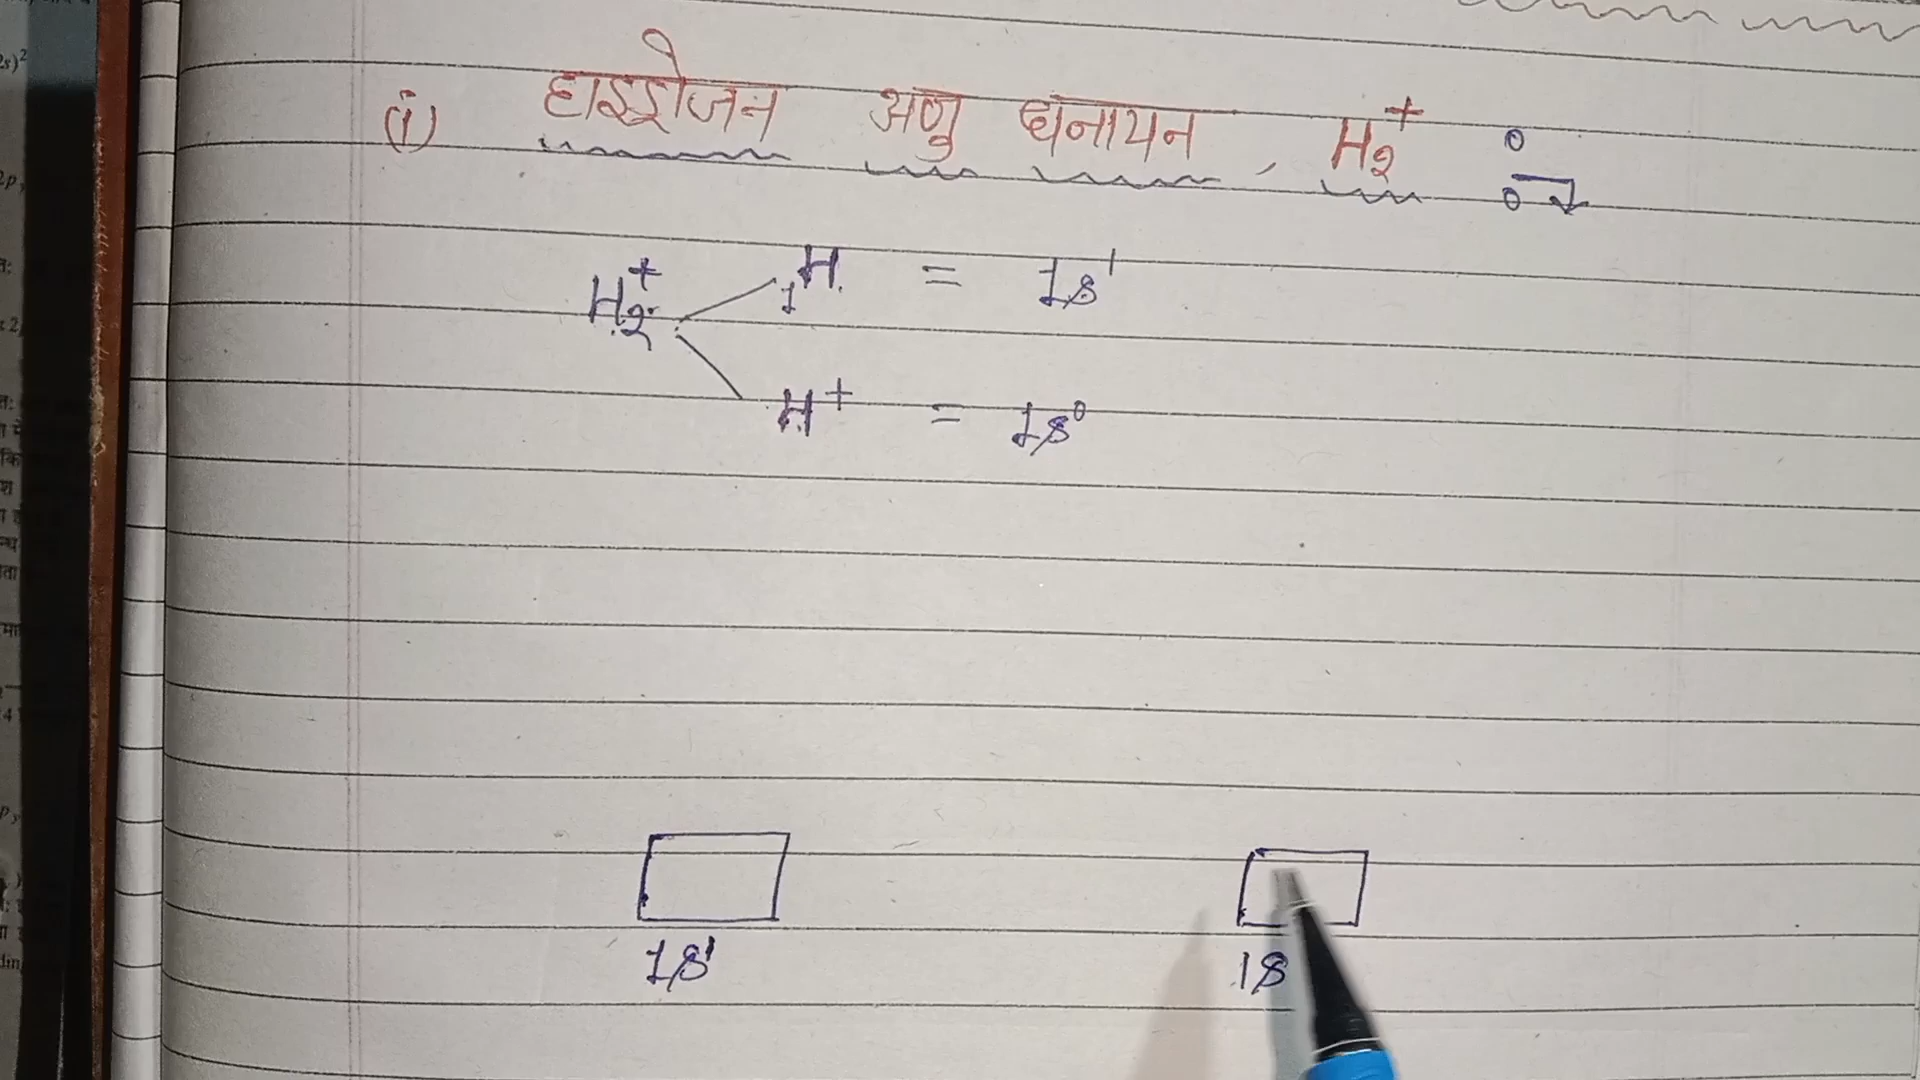 (i) हाइड्रोजन अणु धनायन, H₂⁺ :→
H₂⁺ ₁H = 1s¹
H⁺ = 1s⁰
1s¹ 1s